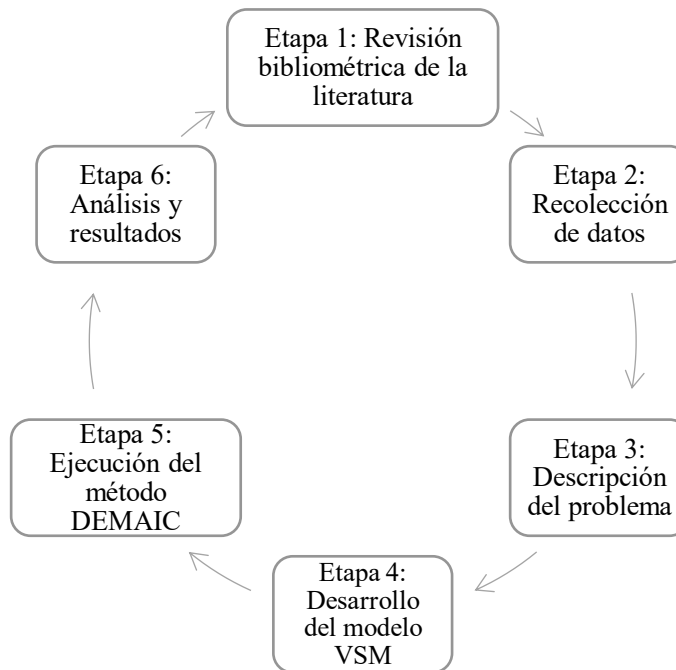 Etapa 1: Revisión
bibliométrica de la
literatura
Etapa 2:
Recolección
de datos
Etapa 3:
Descripción
del problema
Etapa 4:
Desarrollo
del modelo
VSM
Etapa 5:
Ejecución del
método
DEMAIC
Etapa 6:
Análisis y
resultados